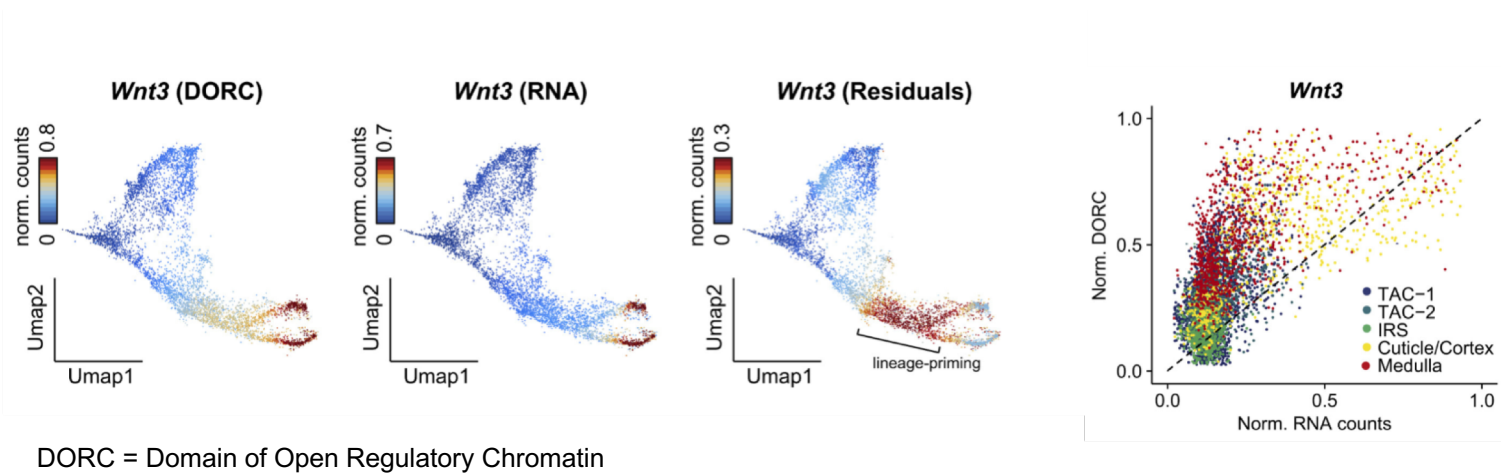 Wnt3 (DORC)
norm. counts
0.8
0
Umap2
Umap1
Wnt3 (RNA)
norm. counts
0.7
0
Umap2
Umap1
Wnt3 (Residuals)
norm. counts
0.3
0
lineage-priming
Umap2
Umap1
Wnt3
Norm. DORC
1.0
0.5
0.0
TAC−1
TAC−2
IRS
Cuticle/Cortex
Medulla
0.0 0.5 1.0
Norm. RNA counts
DORC = Domain of Open Regulatory Chromatin